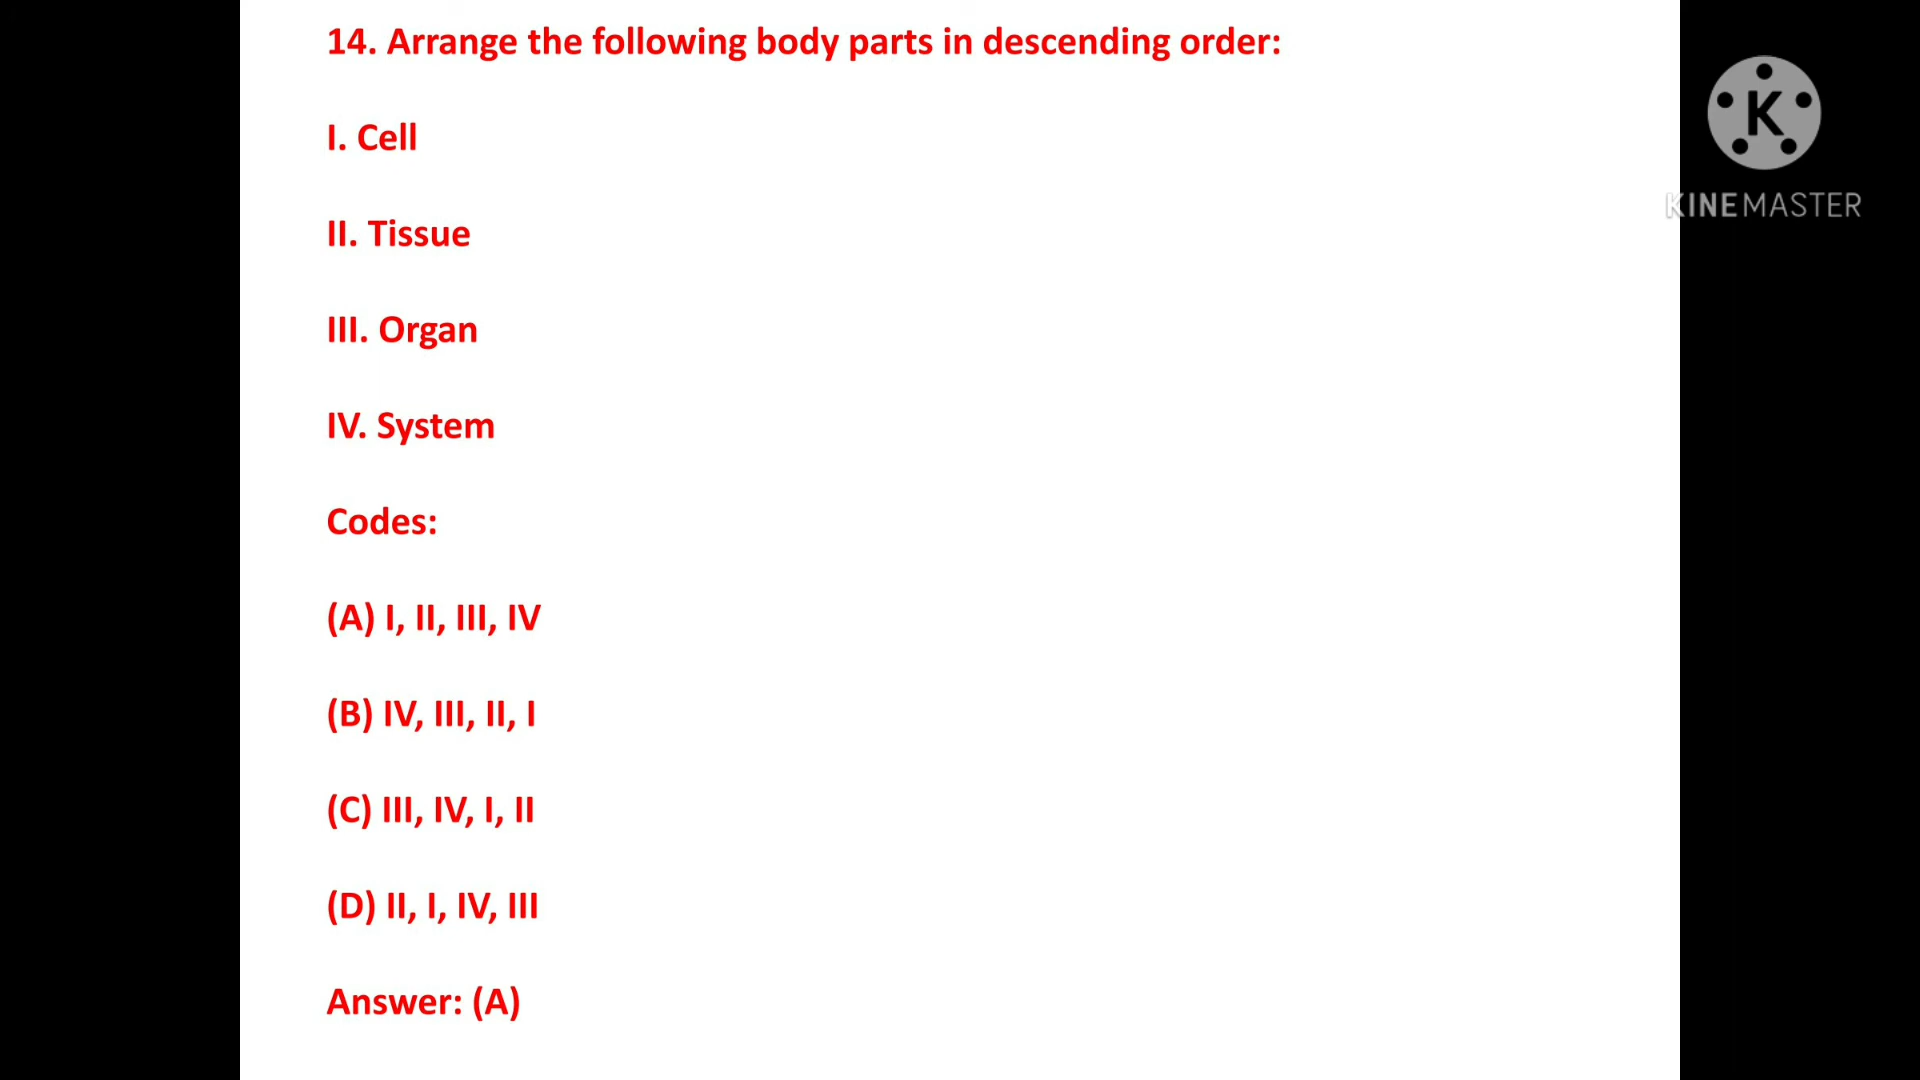 14. Arrange the following body parts in descending order:
I. Cell
II. Tissue
III. Organ
IV. System
Codes:
(A) I, II, III, IV
(B) IV, III, II, I
(C) III, IV, I, II
(D) II, I, IV, III
Answer: (A)
K
KINEMASTER